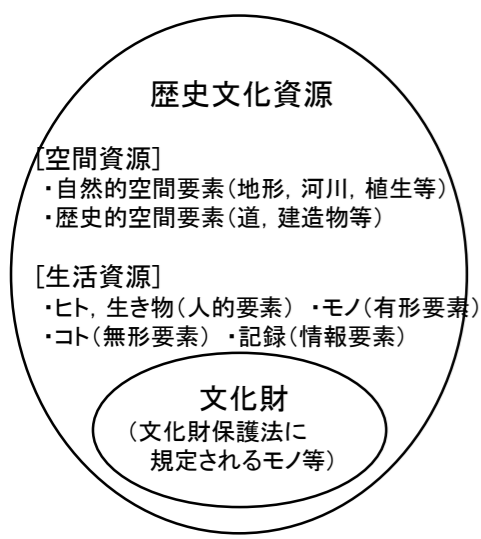 歴史文化資源
[空間資源]
・自然的空間要素(地形, 河川, 植生等)
・歴史的空間要素(道, 建造物等)
[生活資源]
・ヒト, 生き物(人的要素) ・モノ(有形要素)
・コト(無形要素) ・記録(情報要素)
文化財
(文化財保護法に
規定されるモノ等)